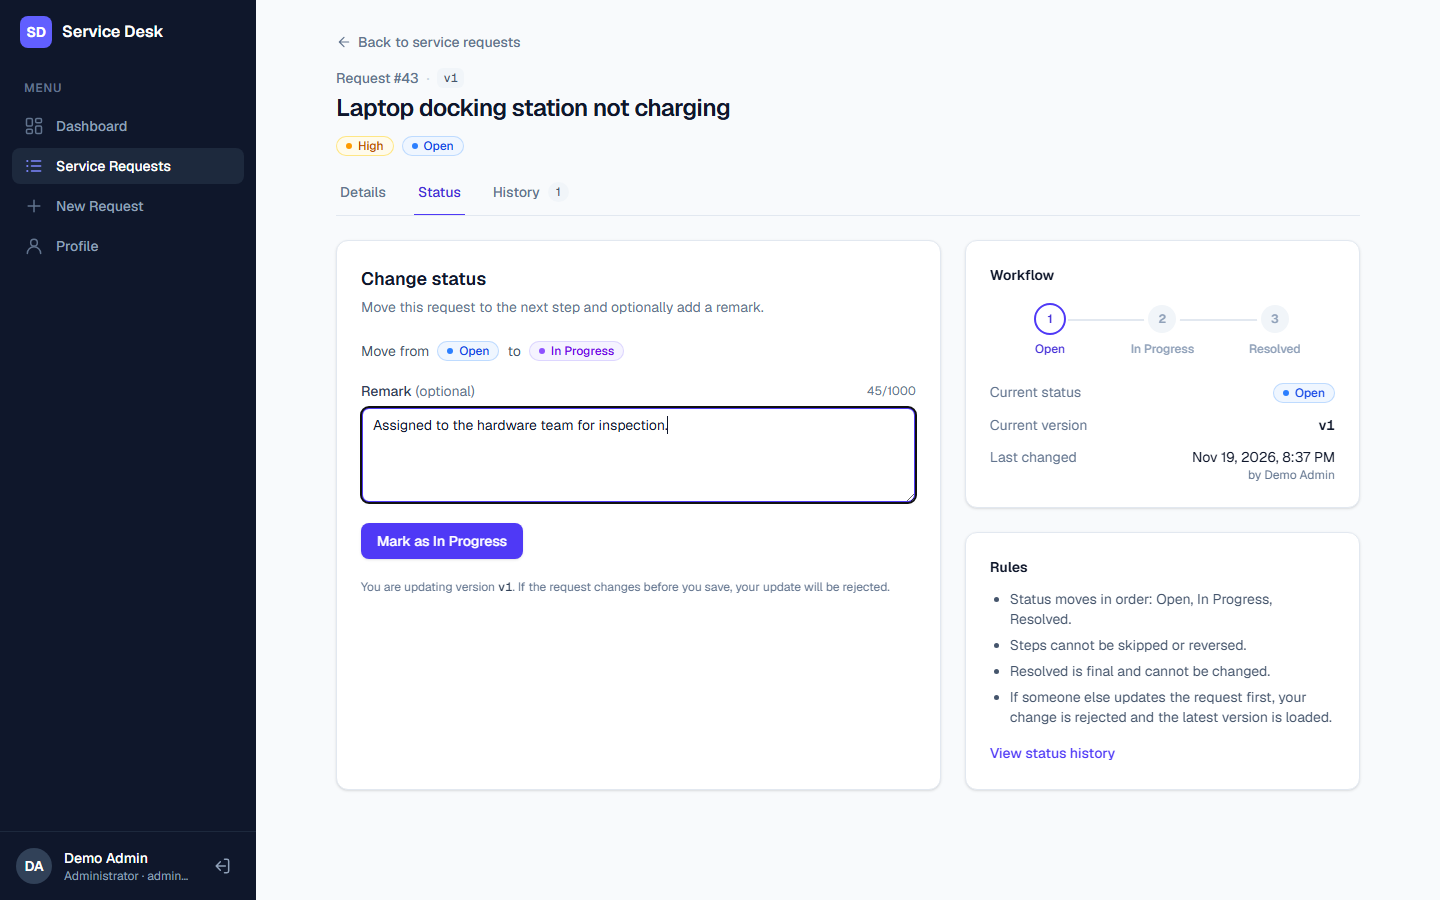 SD Service Desk
MENU
Dashboard
Service Requests
New Request
Profile
DA
Demo Admin
Administrator · admin...
Back to service requests
Request #43 · v1
Laptop docking station not charging
High Open
Details Status History 1
Change status
Move this request to the next step and optionally add a remark.
Move from Open to In Progress
Remark (optional) 45/1000
Assigned to the hardware team for inspection.
Mark as In Progress
You are updating version v1. If the request changes before you save, your update will be rejected.
Workflow
1 2 3
Open In Progress Resolved
Current status Open
Current version v1
Last changed Nov 19, 2026, 8:37 PM
by Demo Admin
Rules
• Status moves in order: Open, In Progress,
Resolved.
• Steps cannot be skipped or reversed.
• Resolved is final and cannot be changed.
• If someone else updates the request first, your
change is rejected and the latest version is loaded.
View status history